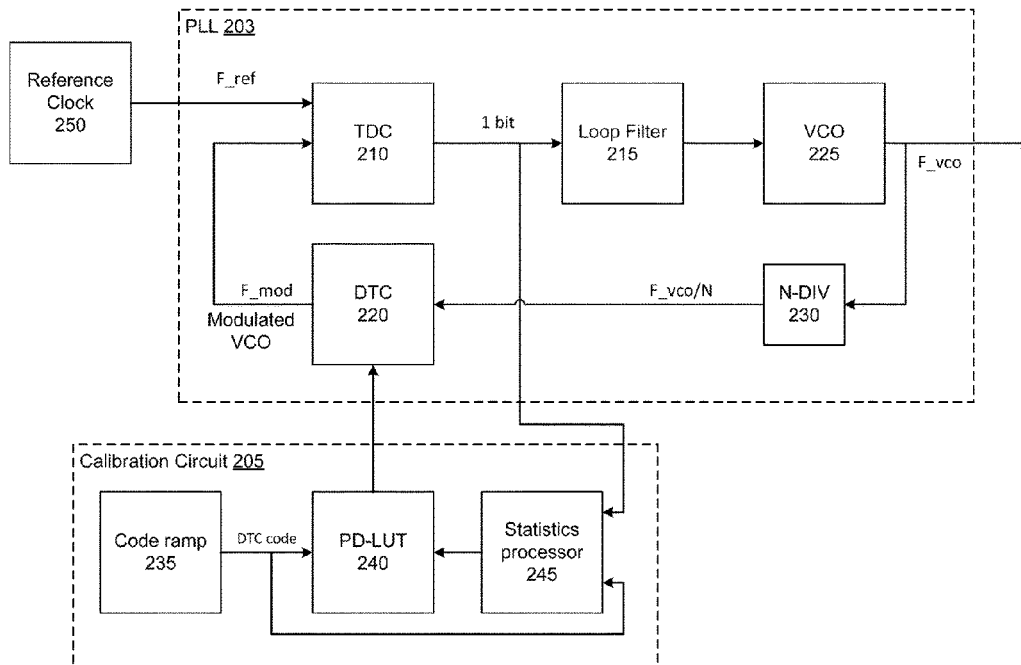 PLL 203
Reference
Clock
250
F_ref
TDC
210
1 bit
Loop Filter
215
VCO
225
F_vco
F_mod
Modulated
VCO
DTC
220
F_vco/N
N-DIV
230
Calibration Circuit 205
Code ramp
235
DTC code
PD-LUT
240
Statistics
processor
245